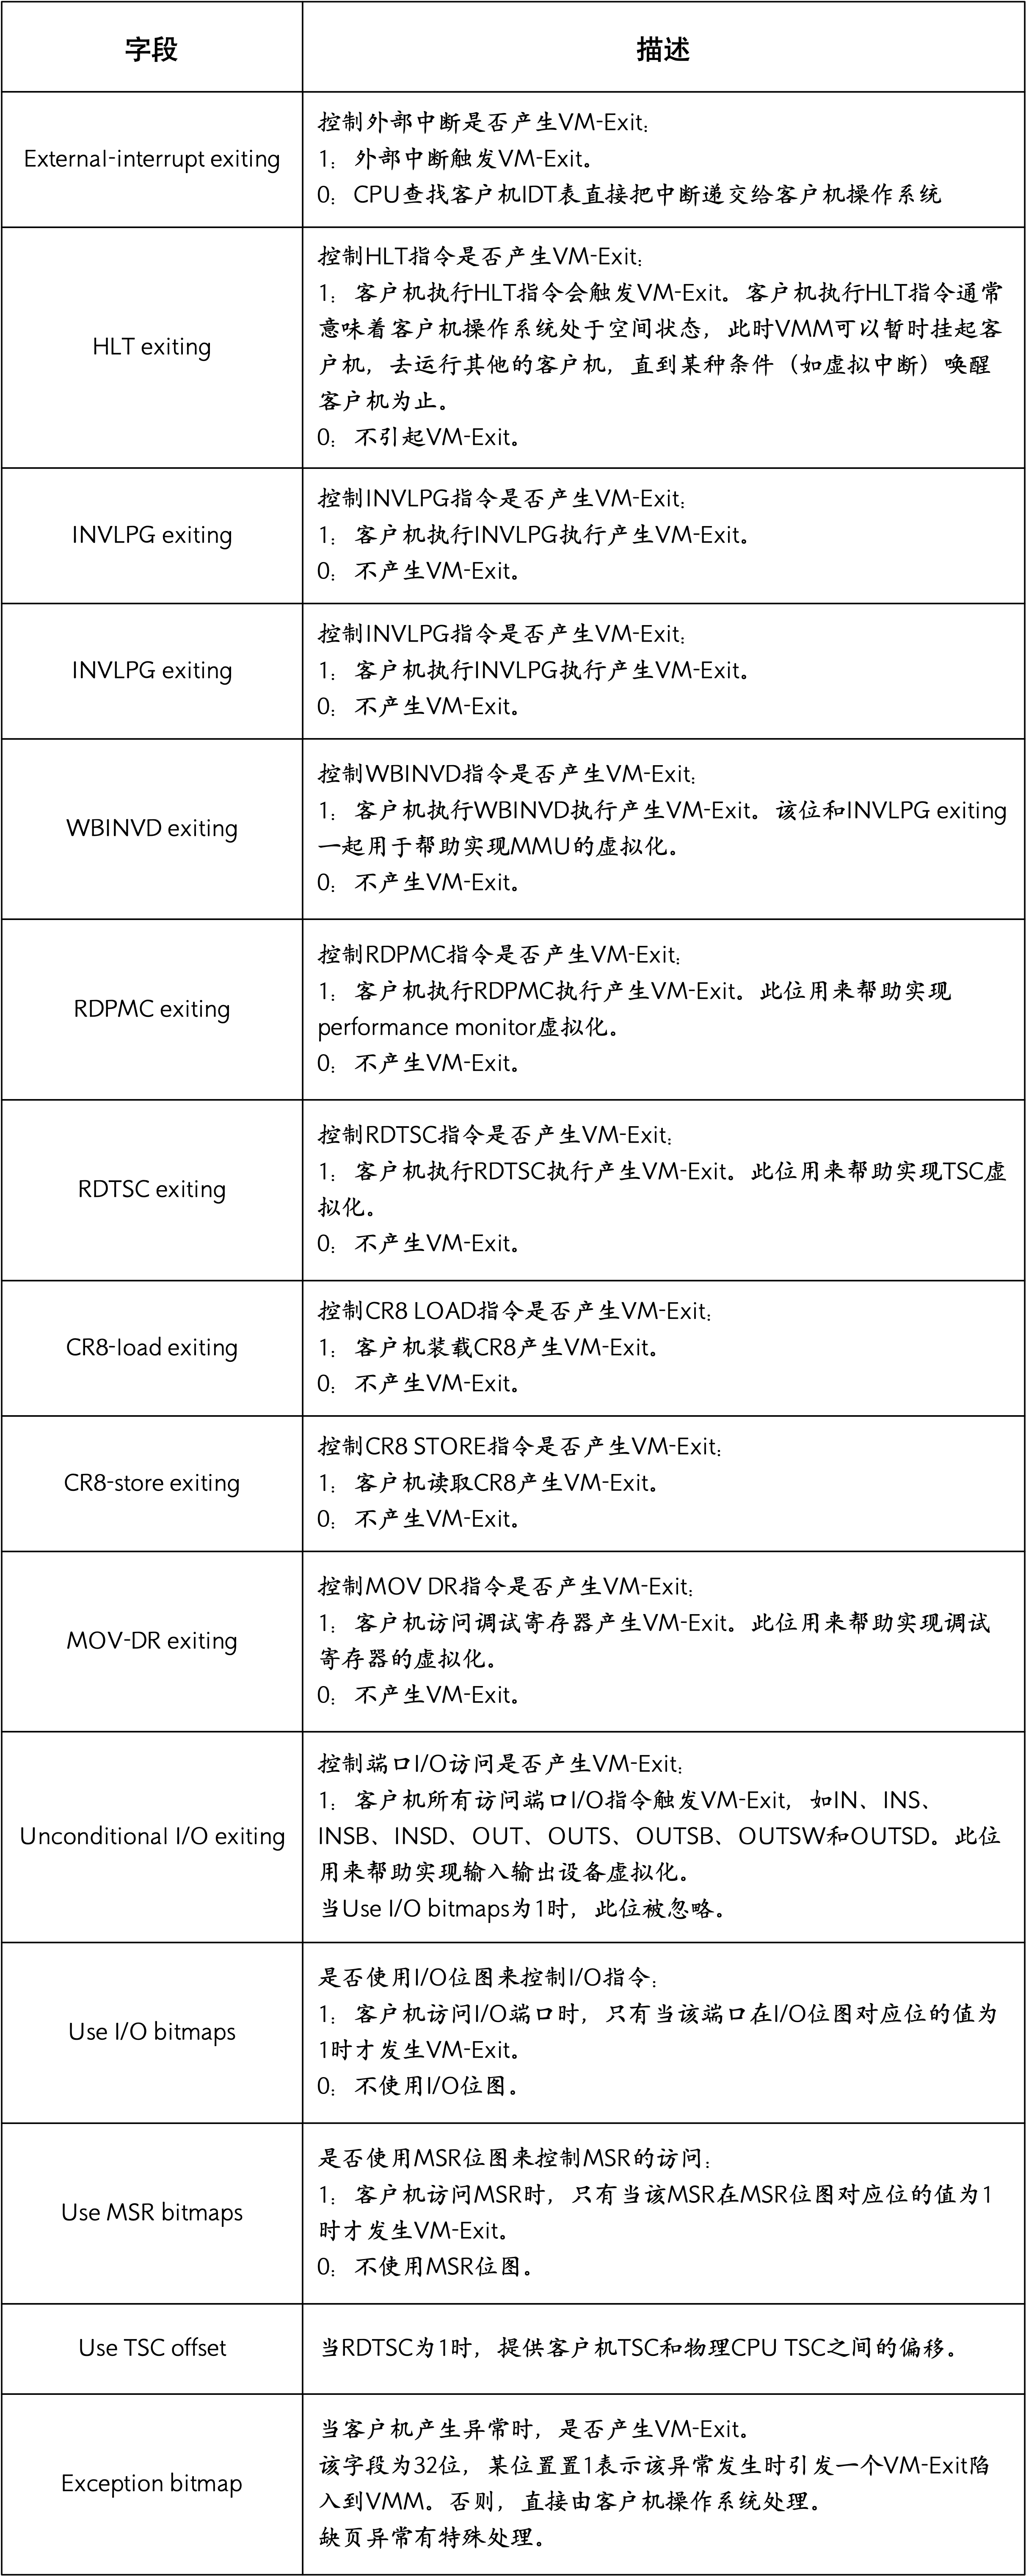 字段
描述
External-interrupt exiting
控制外部中断是否产生VM-Exit：
1：外部中断触发VM-Exit。
0：CPU查找客户机IDT表直接把中断递交给客户机操作系统
HLT exiting
控制HLT指令是否产生VM-Exit：
1：客户机执行HLT指令会触发VM-Exit。客户机执行HLT指令通常
意味着客户机操作系统处于空间状态，此时VMM可以暂时挂起客
户机，去运行其他的客户机，直到某种条件（如虚拟中断）唤醒
客户机为止。
0：不引起VM-Exit。
INVLPG exiting
控制INVLPG指令是否产生VM-Exit：
1：客户机执行INVLPG执行产生VM-Exit。
0：不产生VM-Exit。
INVLPG exiting
控制INVLPG指令是否产生VM-Exit：
1：客户机执行INVLPG执行产生VM-Exit。
0：不产生VM-Exit。
WBINVD exiting
控制WBINVD指令是否产生VM-Exit：
1：客户机执行WBINVD执行产生VM-Exit。该位和INVLPG exiting
一起用于帮助实现MMU的虚拟化。
0：不产生VM-Exit。
RDPMC exiting
控制RDPMC指令是否产生VM-Exit：
1：客户机执行RDPMC执行产生VM-Exit。此位用来帮助实现
performance monitor虚拟化。
0：不产生VM-Exit。
RDTSC exiting
控制RDTSC指令是否产生VM-Exit：
1：客户机执行RDTSC执行产生VM-Exit。此位用来帮助实现TSC虚
拟化。
0：不产生VM-Exit。
CR8-load exiting
控制CR8 LOAD指令是否产生VM-Exit：
1：客户机装载CR8产生VM-Exit。
0：不产生VM-Exit。
CR8-store exiting
控制CR8 STORE指令是否产生VM-Exit：
1：客户机读取CR8产生VM-Exit。
0：不产生VM-Exit。
MOV-DR exiting
控制MOV DR指令是否产生VM-Exit：
1：客户机访问调试寄存器产生VM-Exit。此位用来帮助实现调试
寄存器的虚拟化。
0：不产生VM-Exit。
Unconditional I/O exiting
控制端口I/O访问是否产生VM-Exit：
1：客户机所有访问端口I/O指令触发VM-Exit，如IN、INS、
INSB、INSD、OUT、OUTS、OUTSB、OUTSW和OUTSD。此位
用来帮助实现输入输出设备虚拟化。
当Use I/O bitmaps为1时，此位被忽略。
Use I/O bitmaps
是否使用I/O位图来控制I/O指令：
1：客户机访问I/O端口时，只有当该端口在I/O位图对应位的值为
1时才发生VM-Exit。
0：不使用I/O位图。
Use MSR bitmaps
是否使用MSR位图来控制MSR的访问：
1：客户机访问MSR时，只有当该MSR在MSR位图对应位的值为1
时才发生VM-Exit。
0：不使用MSR位图。
Use TSC offset
当RDTSC为1时，提供客户机TSC和物理CPU TSC之间的偏移。
Exception bitmap
当客户机产生异常时，是否产生VM-Exit。
该字段为32位，某位置置1表示该异常发生时引发一个VM-Exit陷
入到VMM。否则，直接由客户机操作系统处理。
缺页异常有特殊处理。